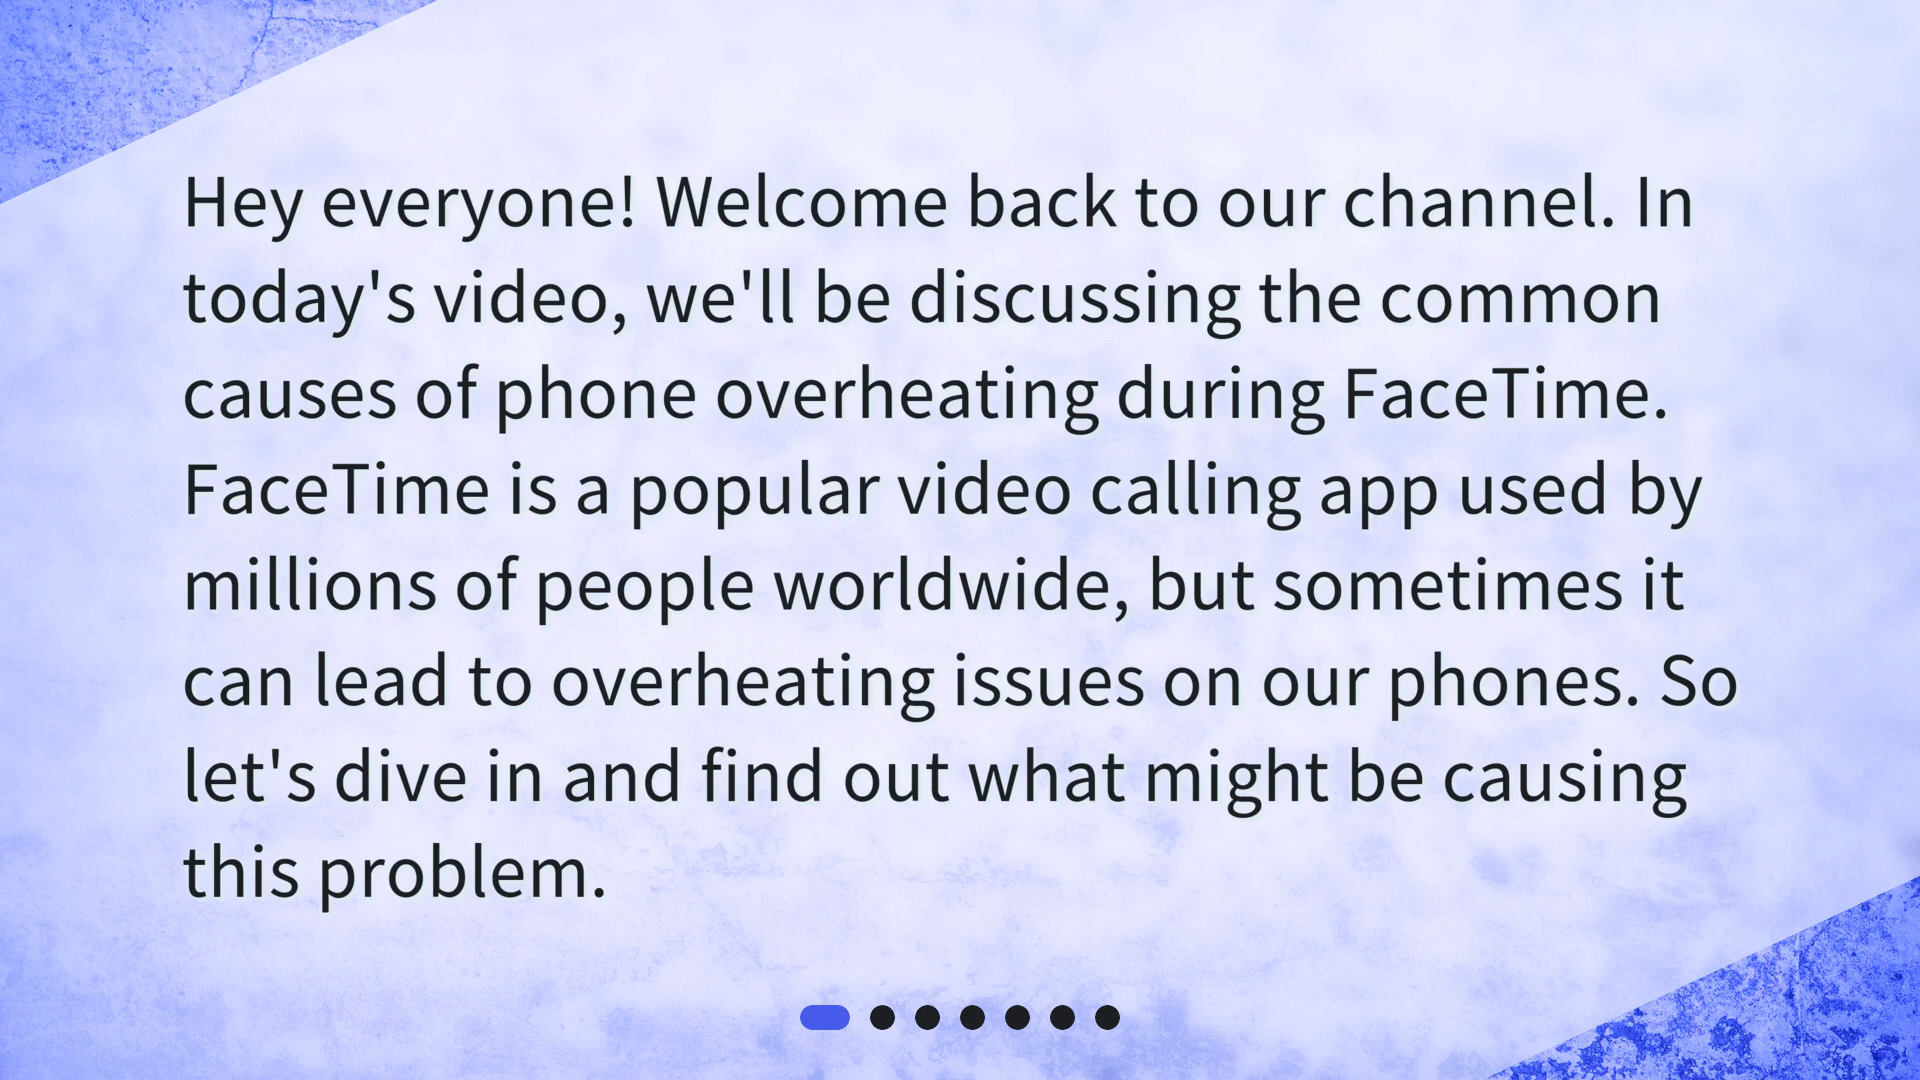 Hey everyone! Welcome back to our channel. In
today's video, we'll be discussing the common
causes of phone overheating during FaceTime.
FaceTime is a popular video calling app used by
millions of people worldwide, but sometimes it
can lead to overheating issues on our phones. So
let's dive in and find out what might be causing
this problem.